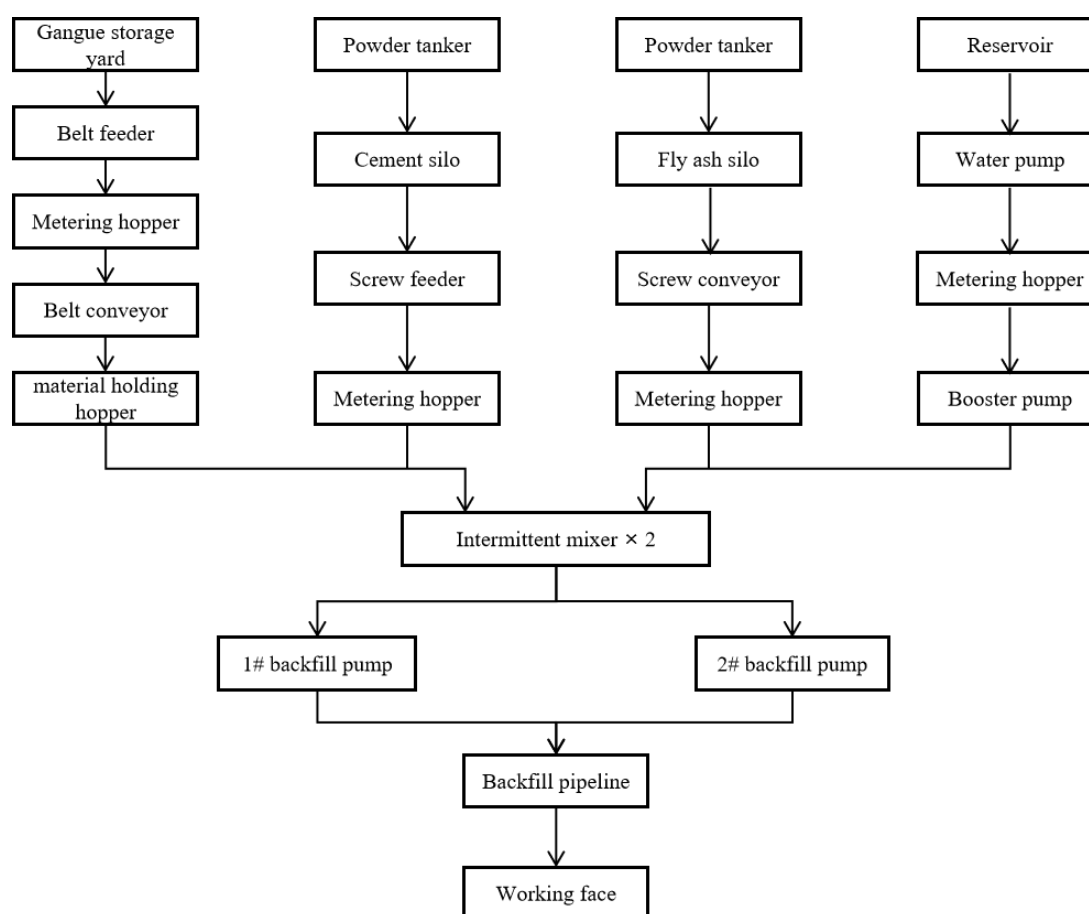 Gangue storage
yard
Powder tanker
Powder tanker
Reservoir
Belt feeder
Cement silo
Fly ash silo
Water pump
Metering hopper
Screw feeder
Screw conveyor
Metering hopper
Belt conveyor
material holding
hopper
Metering hopper
Metering hopper
Booster pump
Intermittent mixer × 2
1# backfill pump
2# backfill pump
Backfill pipeline
Working face